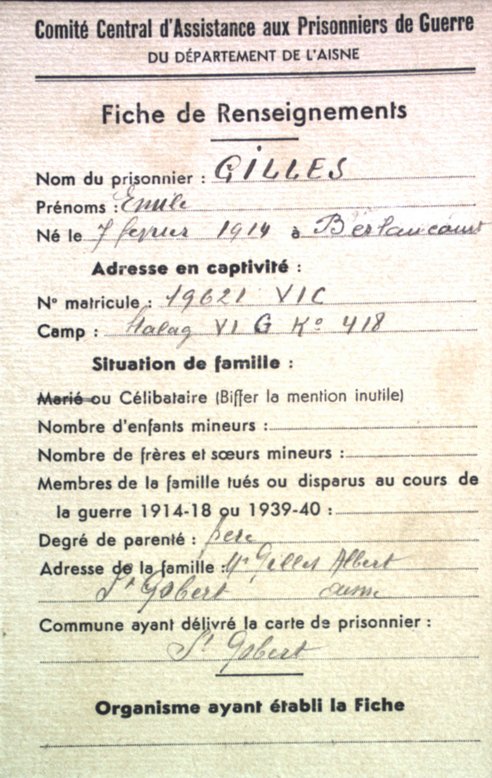 Comité Central d'Assistance aux Prisonniers de Guerre
DU DÉPARTEMENT DE L'AISNE
Fiche de Renseignements
Nom du prisonnier : GILLES
Prénoms : Emile
Né le 7 fevrier 1914 à Berlancourt
Adresse en captivité :
N° matricule : 19621 VIC
Camp : Stalag VI G Ko 418
Situation de famille :
Marié ou Célibataire (Biffer la mention inutile)
Nombre d'enfants mineurs :
Nombre de frères et sœurs mineurs :
Membres de la famille tués ou disparus au cours de
la guerre 1914-18 ou 1939-40 :
Degré de parenté : père
Adresse de la famille : Mr Gilles Albert
St Gobert aisne
Commune ayant délivré la carte de prisonnier :
St Gobert
Organisme ayant établi la Fiche